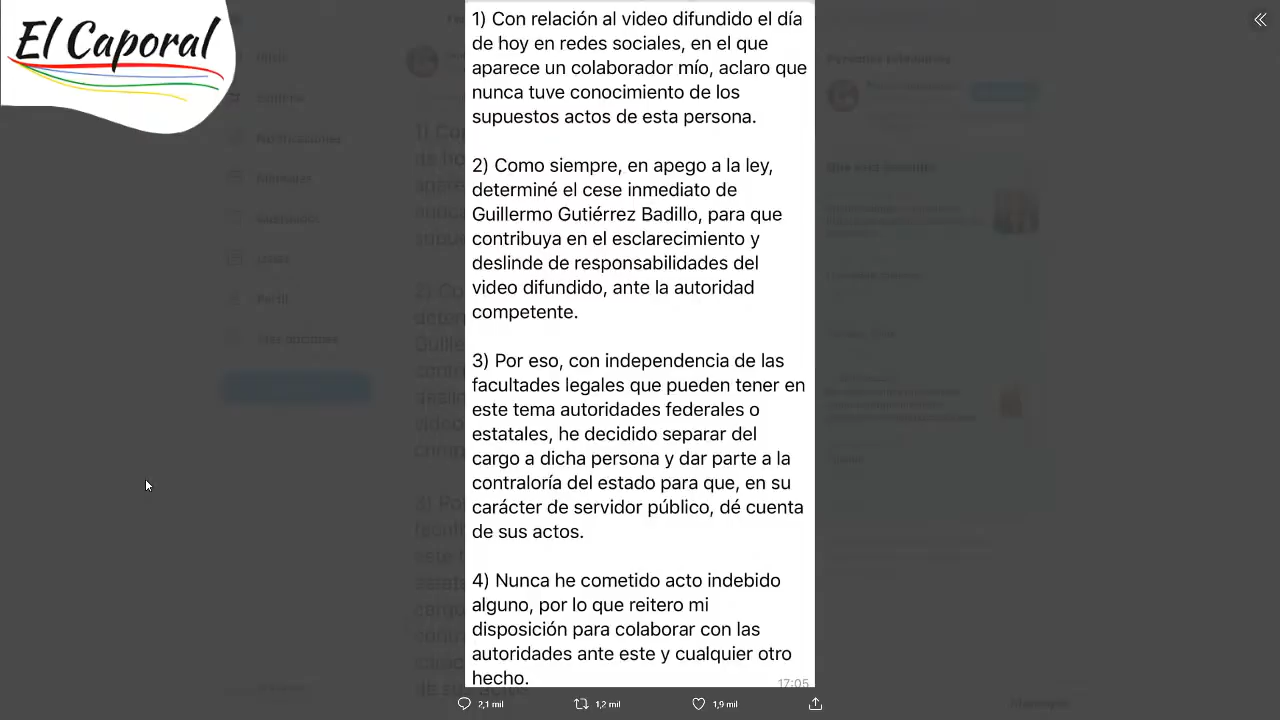 El Caporal
1) Con relación al video difundido el día
de hoy en redes sociales, en el que
aparece un colaborador mío, aclaro que
nunca tuve conocimiento de los
supuestos actos de esta persona.
2) Como siempre, en apego a la ley,
determiné el cese inmediato de
Guillermo Gutiérrez Badillo, para que
contribuya en el esclarecimiento y
deslinde de responsabilidades del
video difundido, ante la autoridad
competente.
3) Por eso, con independencia de las
facultades legales que pueden tener en
este tema autoridades federales o
estatales, he decidido separar del
cargo a dicha persona y dar parte a la
contraloría del estado para que, en su
carácter de servidor público, dé cuenta
de sus actos.
4) Nunca he cometido acto indebido
alguno, por lo que reitero mi
disposición para colaborar con las
autoridades ante este y cualquier otro
hecho.
17:05
2,1 mil 1,2 mil 1,9 mil